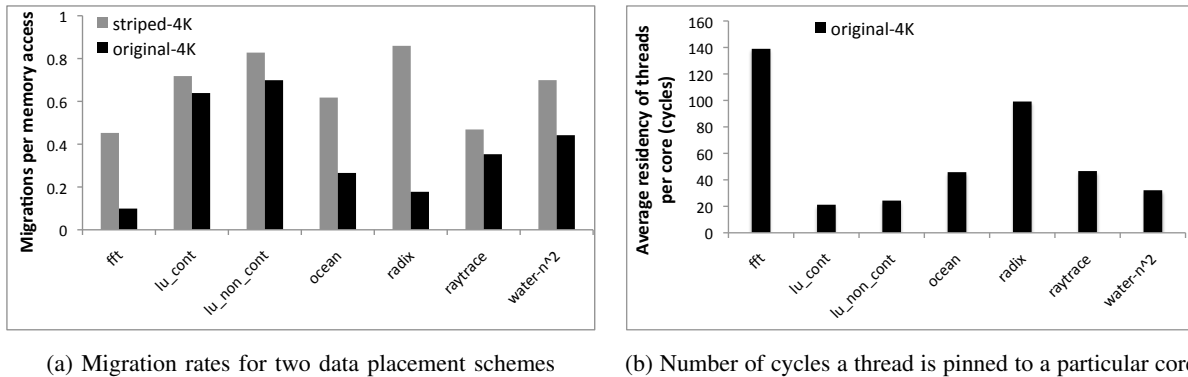 striped-4K
original-4K
Migrations per memory access
1
0.8
0.6
0.4
0.2
0
fft
lu_cont
lu_non_cont
ocean
radix
raytrace
water-n^2
(a) Migration rates for two data placement schemes
original-4K
Average residency of threads
per core (cycles)
160
140
120
100
80
60
40
20
0
fft
lu_cont
lu_non_cont
ocean
radix
raytrace
water-n^2
(b) Number of cycles a thread is pinned to a particular core